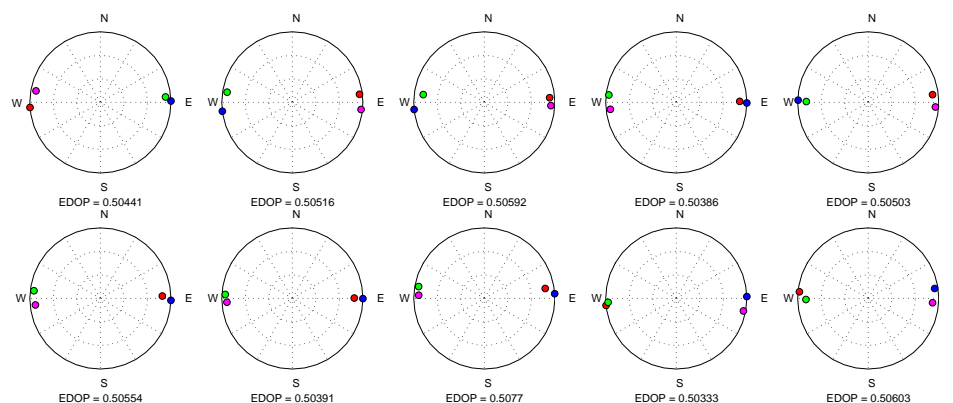 N N N N N
W E W E W E W E W E
S S S S S
EDOP = 0.50441 EDOP = 0.50516 EDOP = 0.50592 EDOP = 0.50386 EDOP = 0.50503
N N N N N
W E W E W E W E W E
S S S S S
EDOP = 0.50554 EDOP = 0.50391 EDOP = 0.5077 EDOP = 0.50333 EDOP = 0.50603